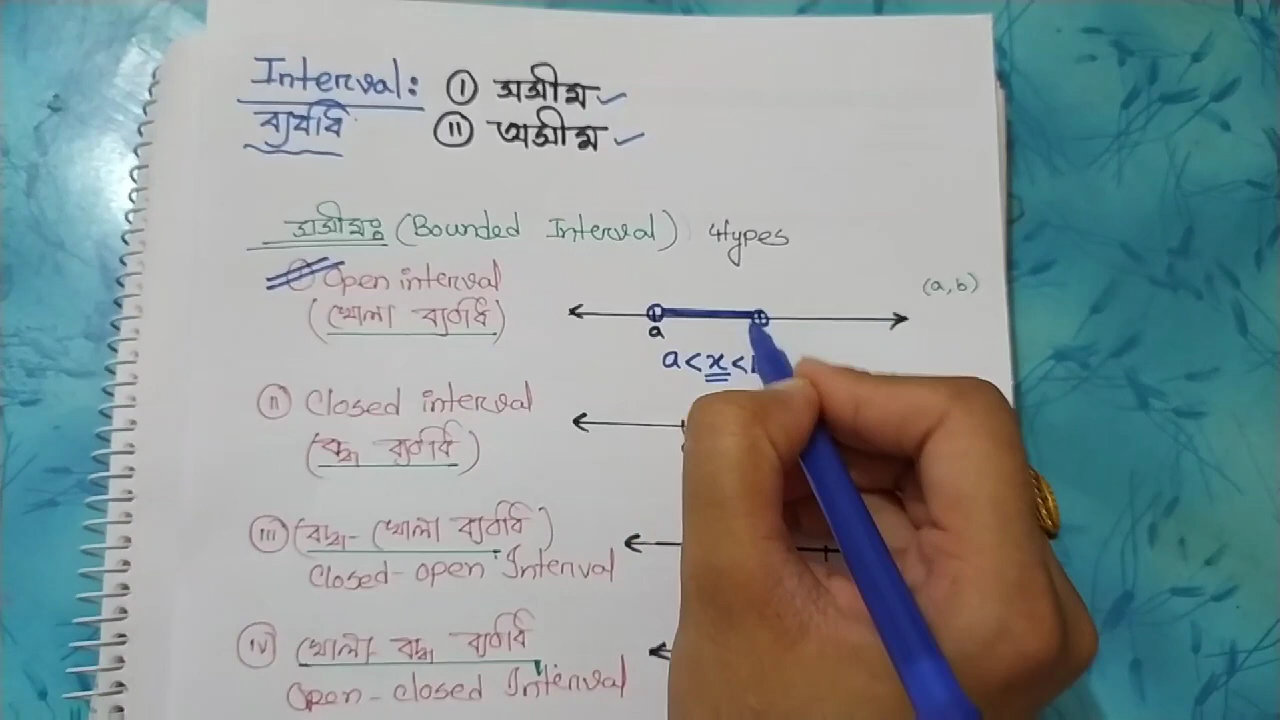 Interval: ⓘ সসীম
ব্যবধি ⓘⓘ অসীম
সসীমঃ (Bounded Interval) 4types
Open interval
(খোলা ব্যবধি)
(a,b)
a
a<x<
ⓘⓘ Closed interval
(বদ্ধ ব্যবধি)
ⓘⓘⓘ (বদ্ধ-খোলা ব্যবধি)
Closed-open Interval
ⓘⓥ খোলা বদ্ধ ব্যবধি
Open-closed Interval